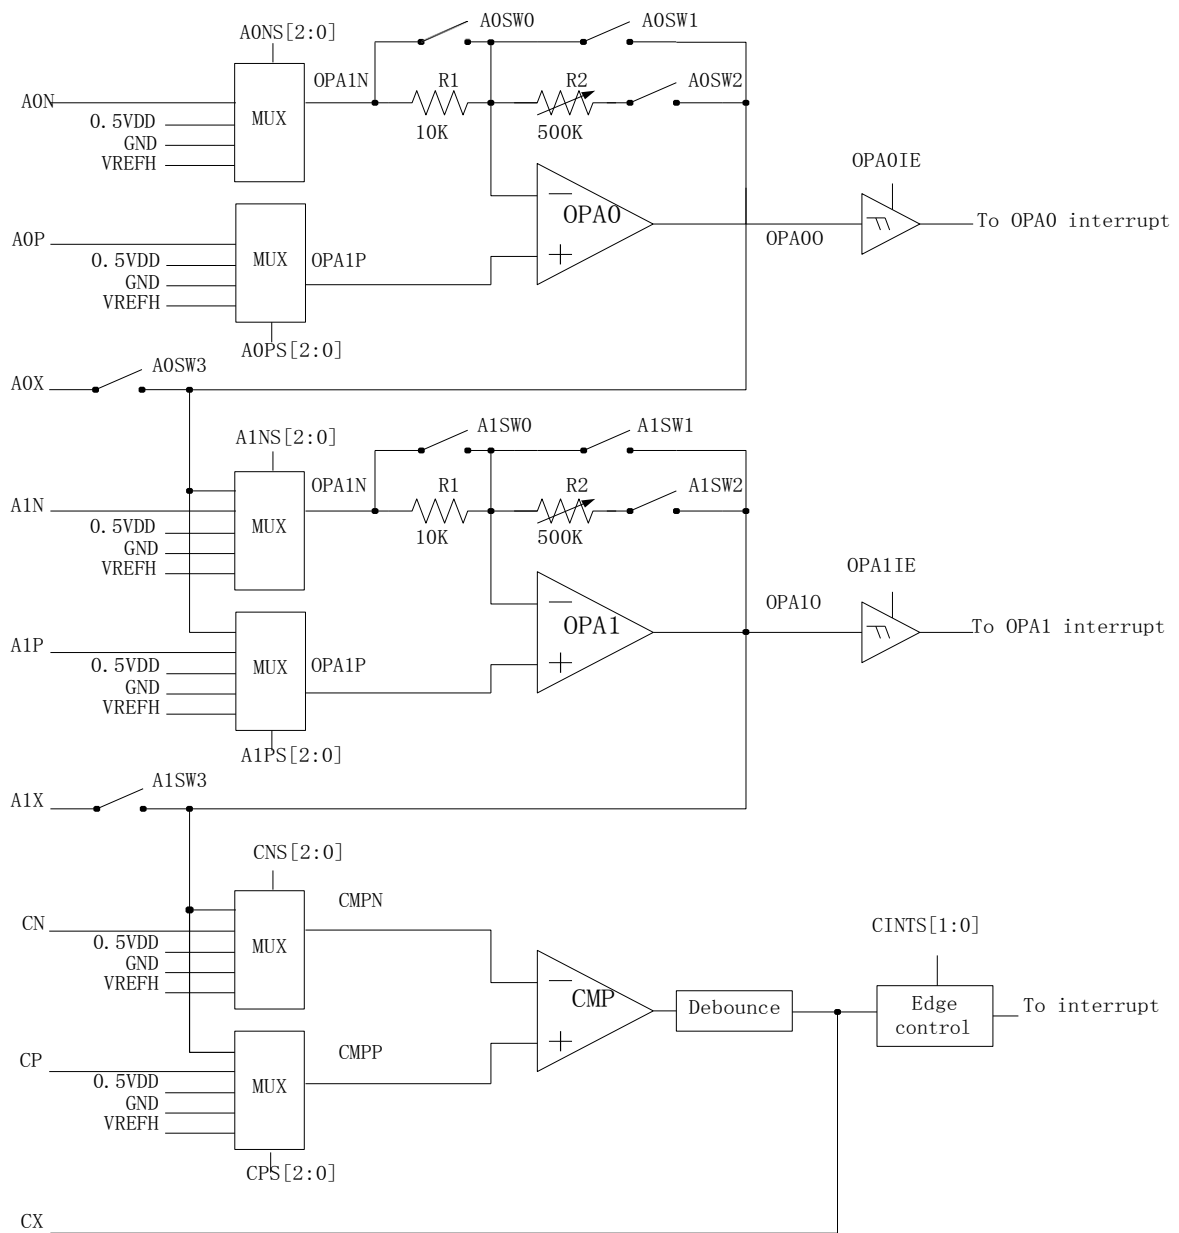 A0SW0
A0SW1
A0NS[2:0]
OPA1N
R1
R2
A0SW2
A0N
0.5VDD
MUX
10K
500K
GND
VREFH
OPA0IE
OPA0
To OPA0 interrupt
A0P
OPA0O
0.5VDD
MUX
OPA1P
GND
VREFH
A0PS[2:0]
A0SW3
A0X
A1SW0
A1SW1
A1NS[2:0]
OPA1N
R1
R2
A1SW2
A1N
0.5VDD
MUX
10K
500K
GND
VREFH
OPA1IE
OPA1O
OPA1
To OPA1 interrupt
A1P
0.5VDD
MUX
OPA1P
GND
VREFH
A1PS[2:0]
A1SW3
A1X
CNS[2:0]
CMPN
CN
CINTS[1:0]
0.5VDD
MUX
GND
VREFH
CMP
Debounce
Edge
control
To interrupt
CMPP
CP
0.5VDD
MUX
GND
VREFH
CPS[2:0]
CX